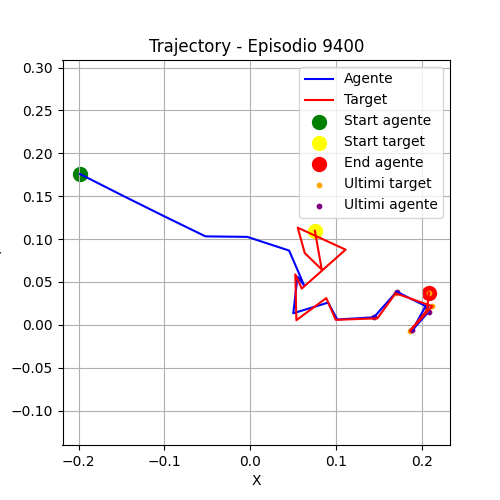 Trajectory - Episodio 9400
0.30
0.25
0.20
0.15
0.10
0.05
0.00
−0.05
−0.10
−0.2
−0.1
0.0
0.1
0.2
X
Agente
Target
Start agente
Start target
End agente
Ultimi target
Ultimi agente